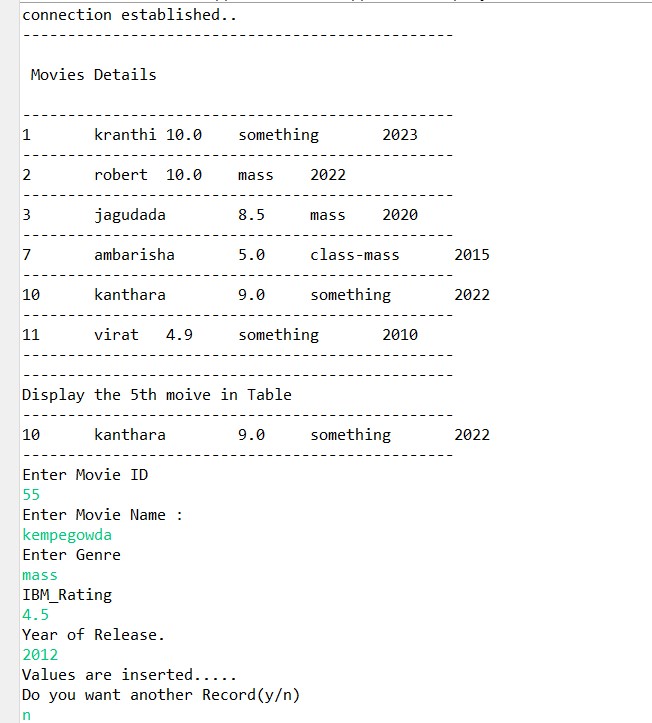 connection established..
------------------------------------------------
Movies Details
------------------------------------------------
1 kranthi 10.0 something 2023
------------------------------------------------
2 robert 10.0 mass 2022
------------------------------------------------
3 jagudada 8.5 mass 2020
------------------------------------------------
7 ambarisha 5.0 class-mass 2015
------------------------------------------------
10 kanthara 9.0 something 2022
------------------------------------------------
11 virat 4.9 something 2010
------------------------------------------------
------------------------------------------------
Display the 5th moive in Table
------------------------------------------------
10 kanthara 9.0 something 2022
------------------------------------------------
Enter Movie ID
55
Enter Movie Name :
kempegowda
Enter Genre
mass
IBM_Rating
4.5
Year of Release.
2012
Values are inserted.....
Do you want another Record(y/n)
n